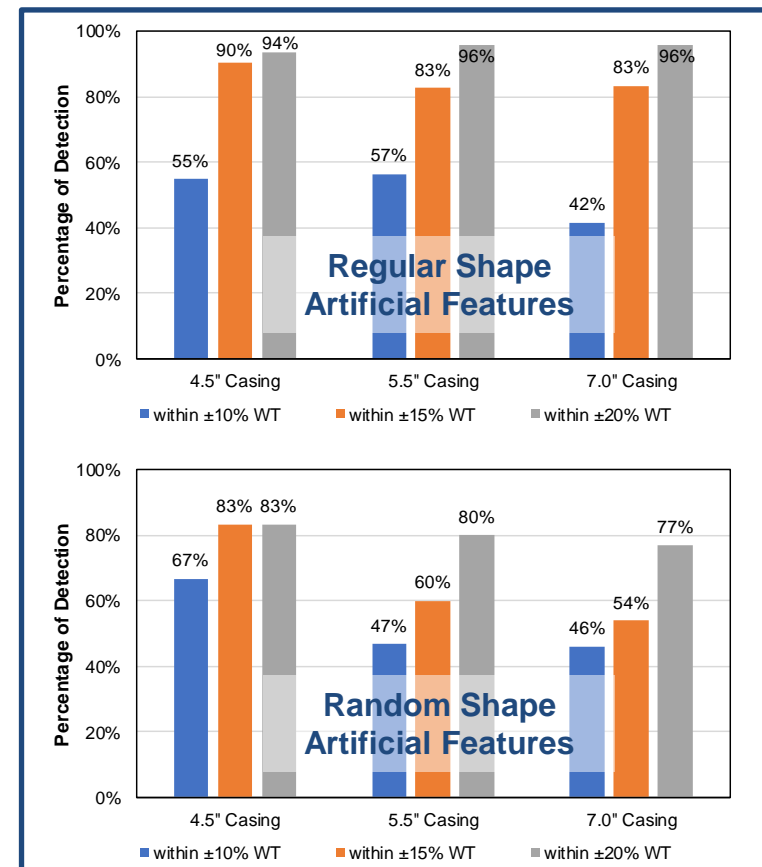 100%
90%
94%
83%
96%
83%
96%
80%
55%
57%
60%
42%
40%
Regular Shape
Artificial Features
20%
0%
Percentage of Detection
4.5" Casing
5.5" Casing
7.0" Casing
within ±10% WT
within ±15% WT
within ±20% WT
100%
83%
83%
80%
77%
80%
67%
60%
60%
54%
47%
46%
40%
Random Shape
Artificial Features
20%
0%
Percentage of Detection
4.5" Casing
5.5" Casing
7.0" Casing
within ±10% WT
within ±15% WT
within ±20% WT